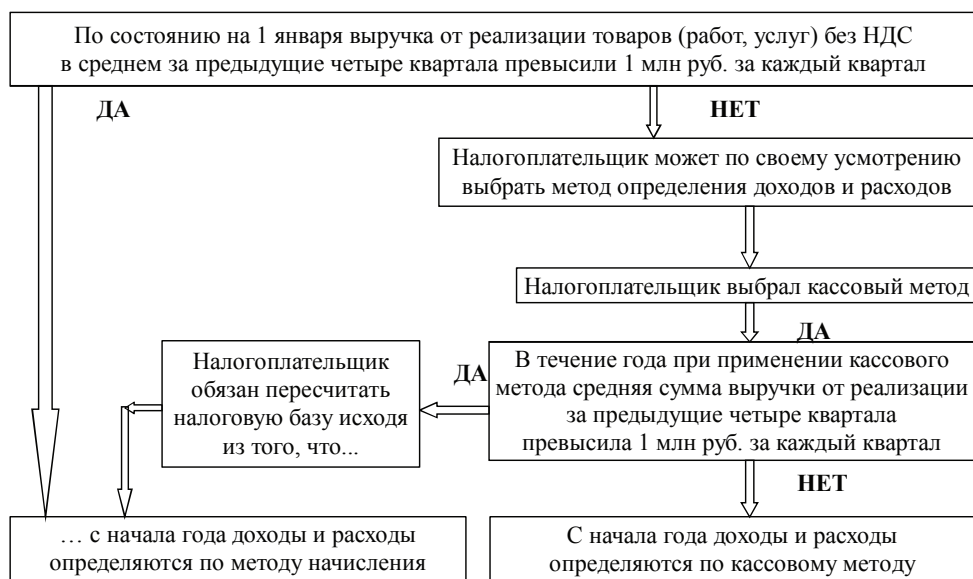 По состоянию на 1 января выручка от реализации товаров (работ, услуг) без НДС
в среднем за предыдущие четыре квартала превысили 1 млн руб. за каждый квартал
ДА
НЕТ
Налогоплательщик может по своему усмотрению
выбрать метод определения доходов и расходов
Налогоплательщик выбрал кассовый метод
ДА
В течение года при применении кассового
метода средняя сумма выручки от реализации
за предыдущие четыре квартала
превысила 1 млн руб. за каждый квартал
ДА
Налогоплательщик
обязан пересчитать
налоговую базу исходя
из того, что...
НЕТ
… с начала года доходы и расходы
определяются по методу начисления
С начала года доходы и расходы
определяются по кассовому методу